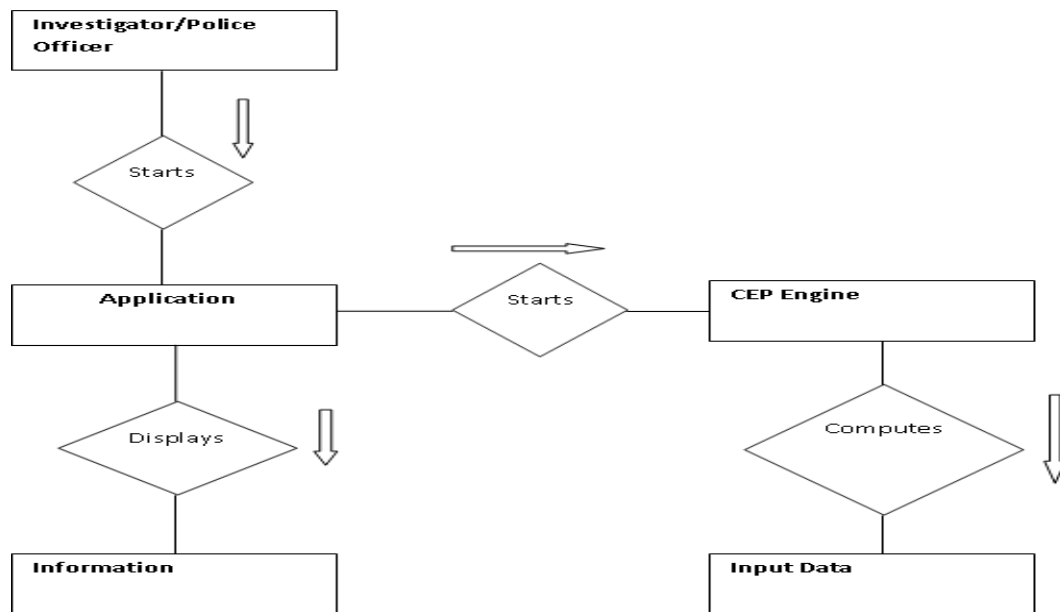 Investigator/Police
Officer
Starts
Application
Starts
CEP Engine
Displays
Computes
Information
Input Data